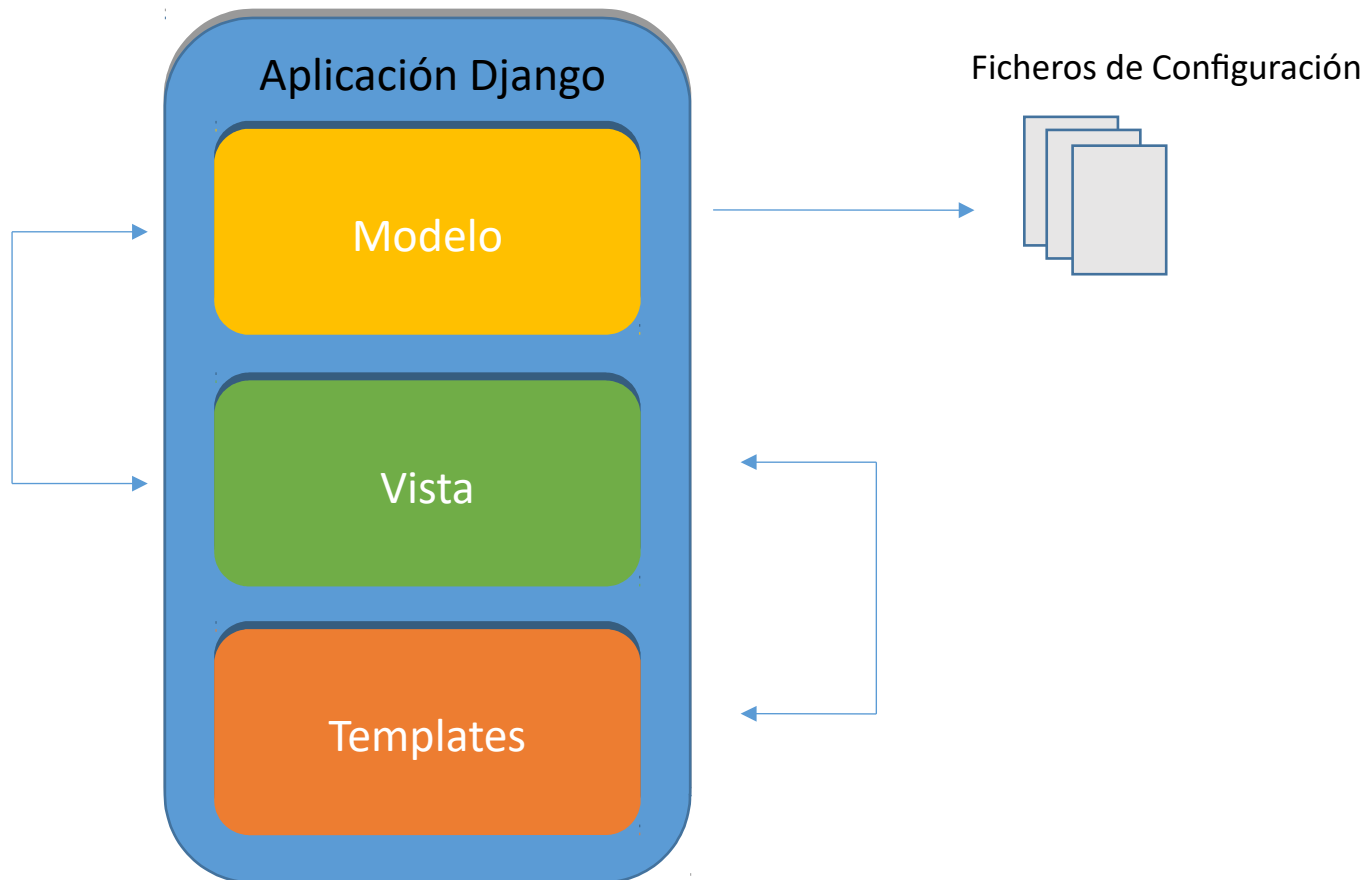 Aplicación Django
Ficheros de Configuración
Modelo
Vista
Templates